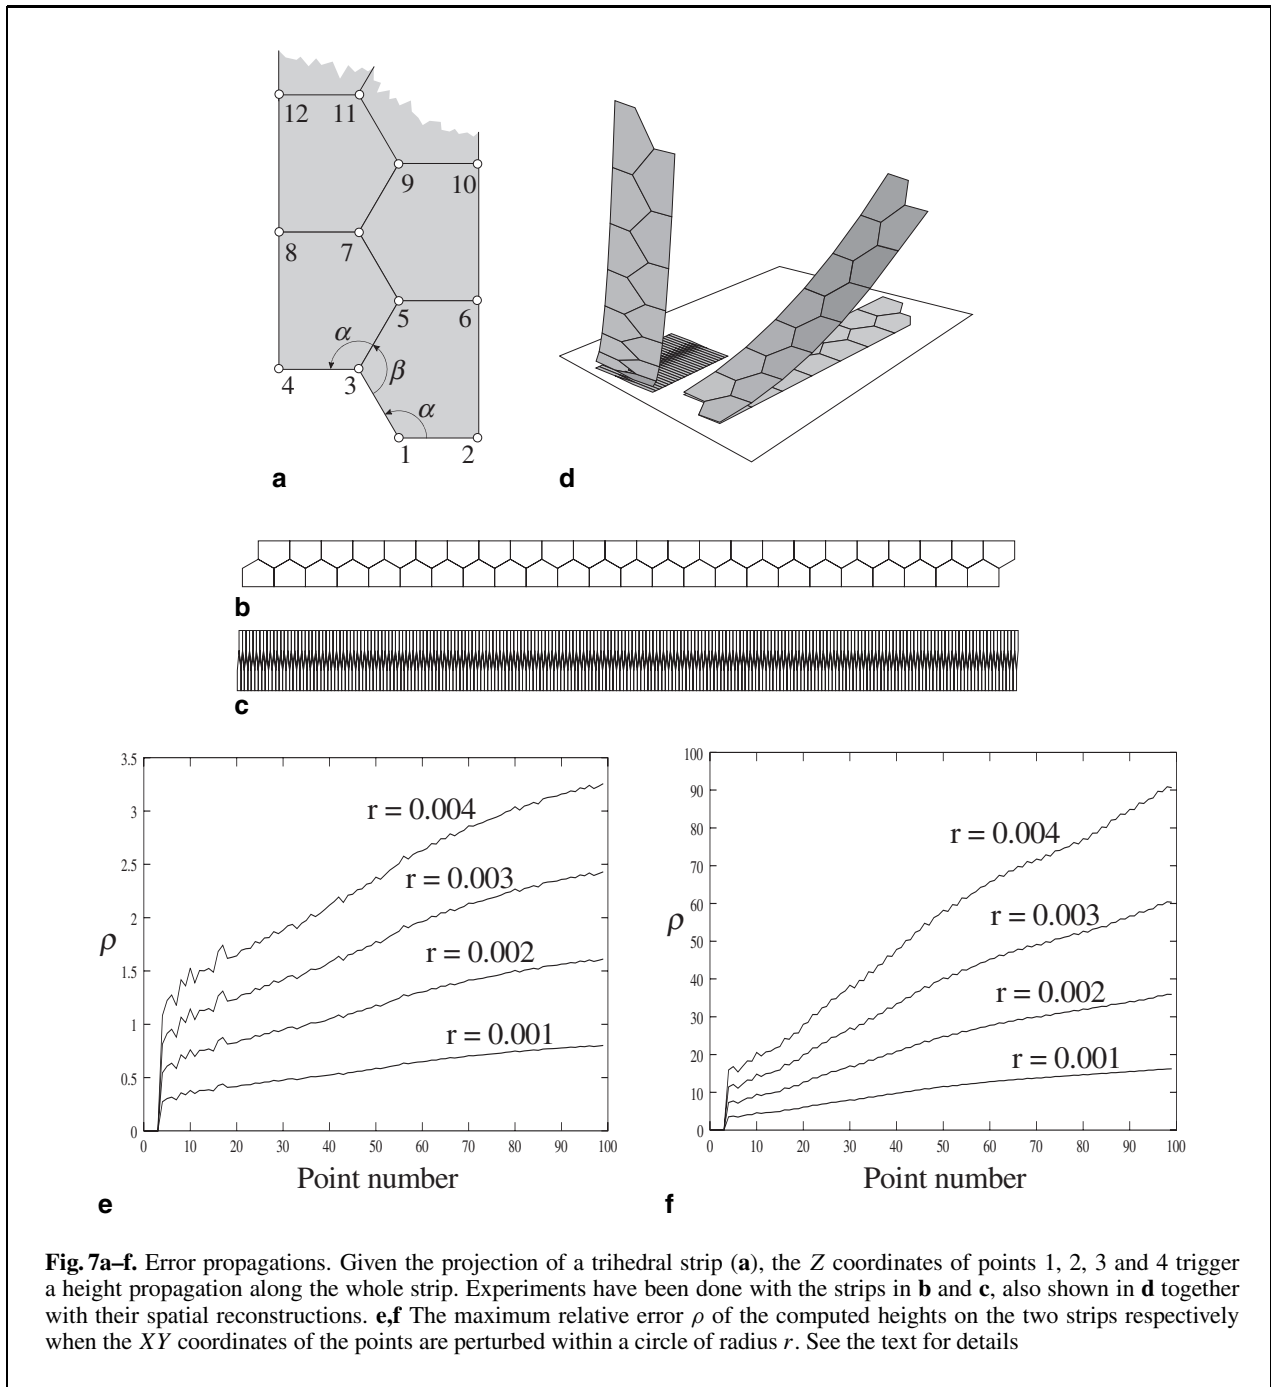 12 11
9 10
8 7
5 6
α
β
4 3
α
1 2
a
d
b
c
3.5
3
2.5
2
1.5
1
0.5
0
ρ
r = 0.004
r = 0.003
r = 0.002
r = 0.001
0 10 20 30 40 50 60 70 80 90 100
Point number
e
100
90
80
70
60
50
40
30
20
10
0
ρ
r = 0.004
r = 0.003
r = 0.002
r = 0.001
0 10 20 30 40 50 60 70 80 90 100
Point number
f
Fig. 7a–f. Error propagations. Given the projection of a trihedral strip (a), the Z coordinates of points 1, 2, 3 and 4 trigger
a height propagation along the whole strip. Experiments have been done with the strips in b and c, also shown in d together
with their spatial reconstructions. e,f The maximum relative error ρ of the computed heights on the two strips respectively
when the XY coordinates of the points are perturbed within a circle of radius r. See the text for details